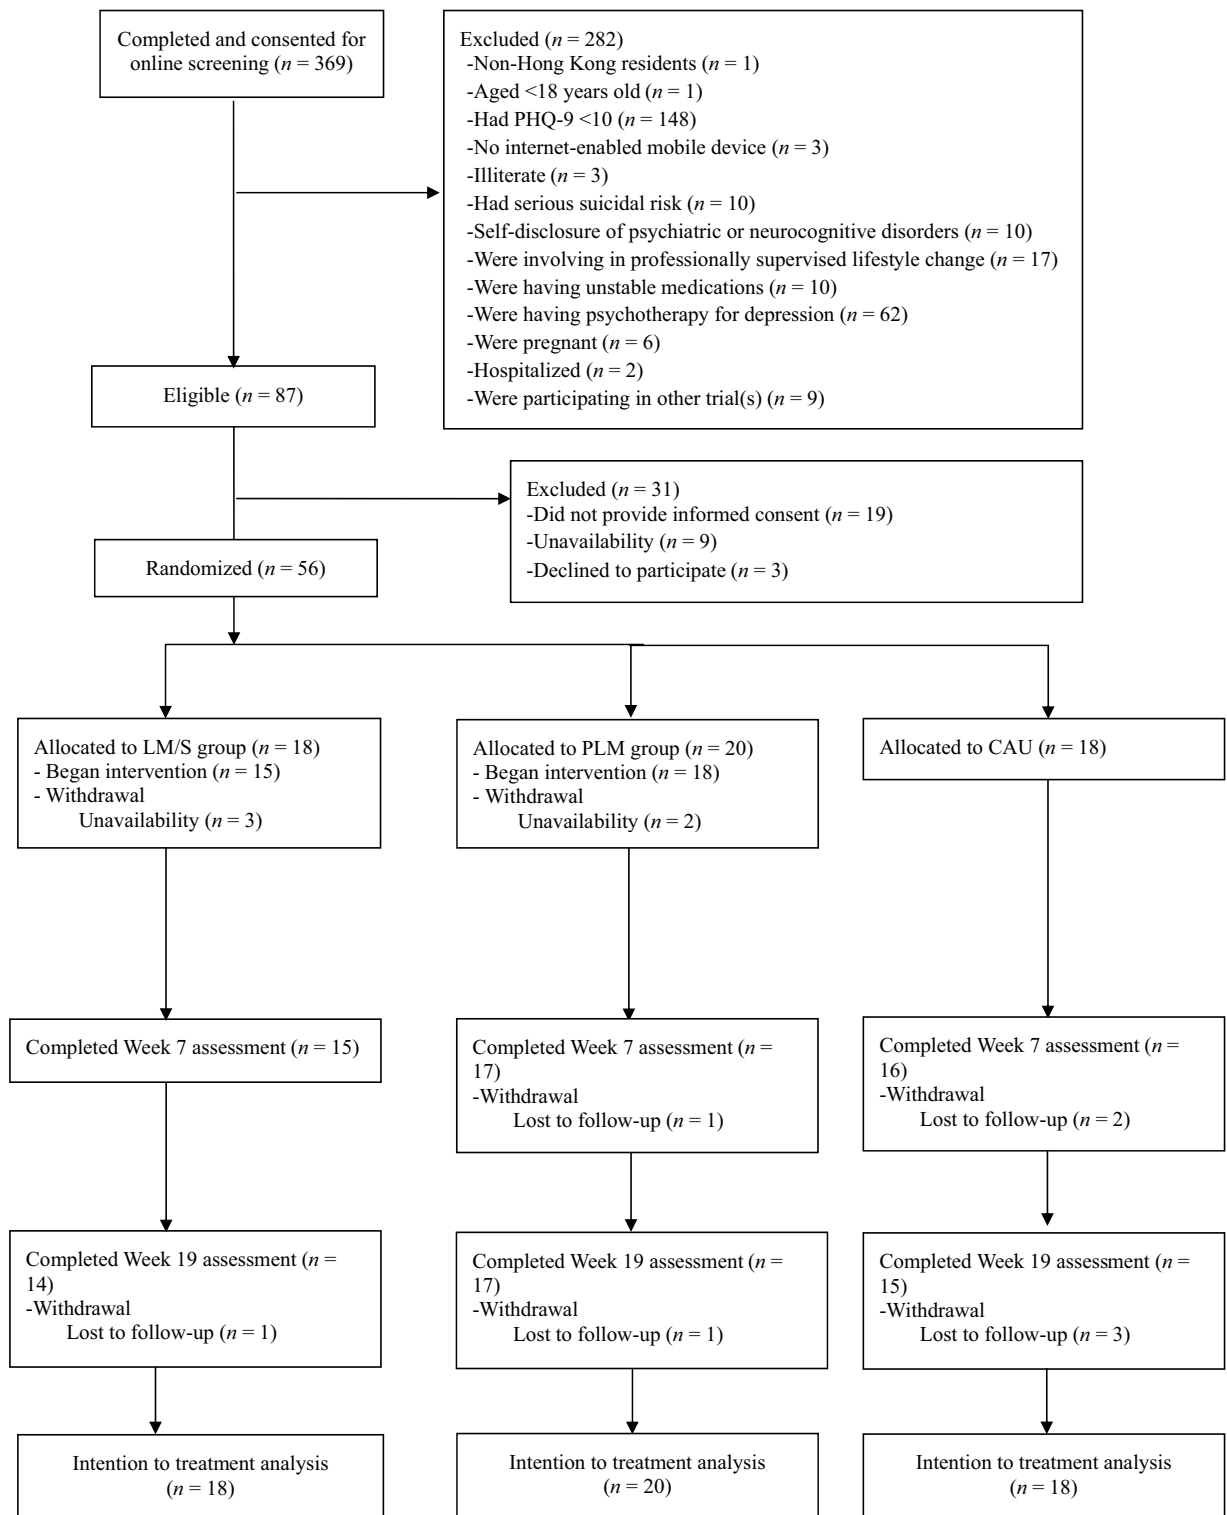 Completed and consented for
online screening (n = 369)
Excluded (n = 282)
-Non-Hong Kong residents (n = 1)
-Aged <18 years old (n = 1)
-Had PHQ-9 <10 (n = 148)
-No internet-enabled mobile device (n = 3)
-Illiterate (n = 3)
-Had serious suicidal risk (n = 10)
-Self-disclosure of psychiatric or neurocognitive disorders (n = 10)
-Were involving in professionally supervised lifestyle change (n = 17)
-Were having unstable medications (n = 10)
-Were having psychotherapy for depression (n = 62)
-Were pregnant (n = 6)
-Hospitalized (n = 2)
-Were participating in other trial(s) (n = 9)
Eligible (n = 87)
Excluded (n = 31)
-Did not provide informed consent (n = 19)
-Unavailability (n = 9)
-Declined to participate (n = 3)
Randomized (n = 56)
Allocated to LM/S group (n = 18)
- Began intervention (n = 15)
- Withdrawal
Unavailability (n = 3)
Allocated to PLM group (n = 20)
- Began intervention (n = 18)
- Withdrawal
Unavailability (n = 2)
Allocated to CAU (n = 18)
Completed Week 7 assessment (n = 15)
Completed Week 7 assessment (n =
17)
-Withdrawal
Lost to follow-up (n = 1)
Completed Week 7 assessment (n =
16)
-Withdrawal
Lost to follow-up (n = 2)
Completed Week 19 assessment (n =
14)
-Withdrawal
Lost to follow-up (n = 1)
Completed Week 19 assessment (n =
17)
-Withdrawal
Lost to follow-up (n = 1)
Completed Week 19 assessment (n =
15)
-Withdrawal
Lost to follow-up (n = 3)
Intention to treatment analysis
(n = 18)
Intention to treatment analysis
(n = 20)
Intention to treatment analysis
(n = 18)